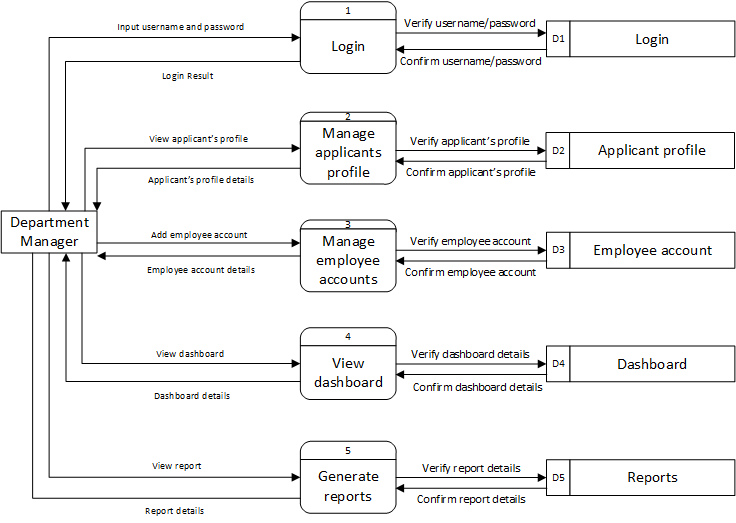 1
Input username and password
Verify username/password
Login
D1
Login
Confirm username/password
Login Result
2
View applicant's profile
Manage
applicants
profile
Verify applicant's profile
D2
Applicant profile
Confirm applicant's profile
Applicant's profile details
Department
Manager
3
Add employee account
Manage
employee
accounts
Verify employee account
D3
Employee account
Confirm employee account
Employee account details
4
View dashboard
View
dashboard
Verify dashboard details
D4
Dashboard
Confirm dashboard details
Dashboard details
5
View report
Generate
reports
Verify report details
D5
Reports
Confirm report details
Report details